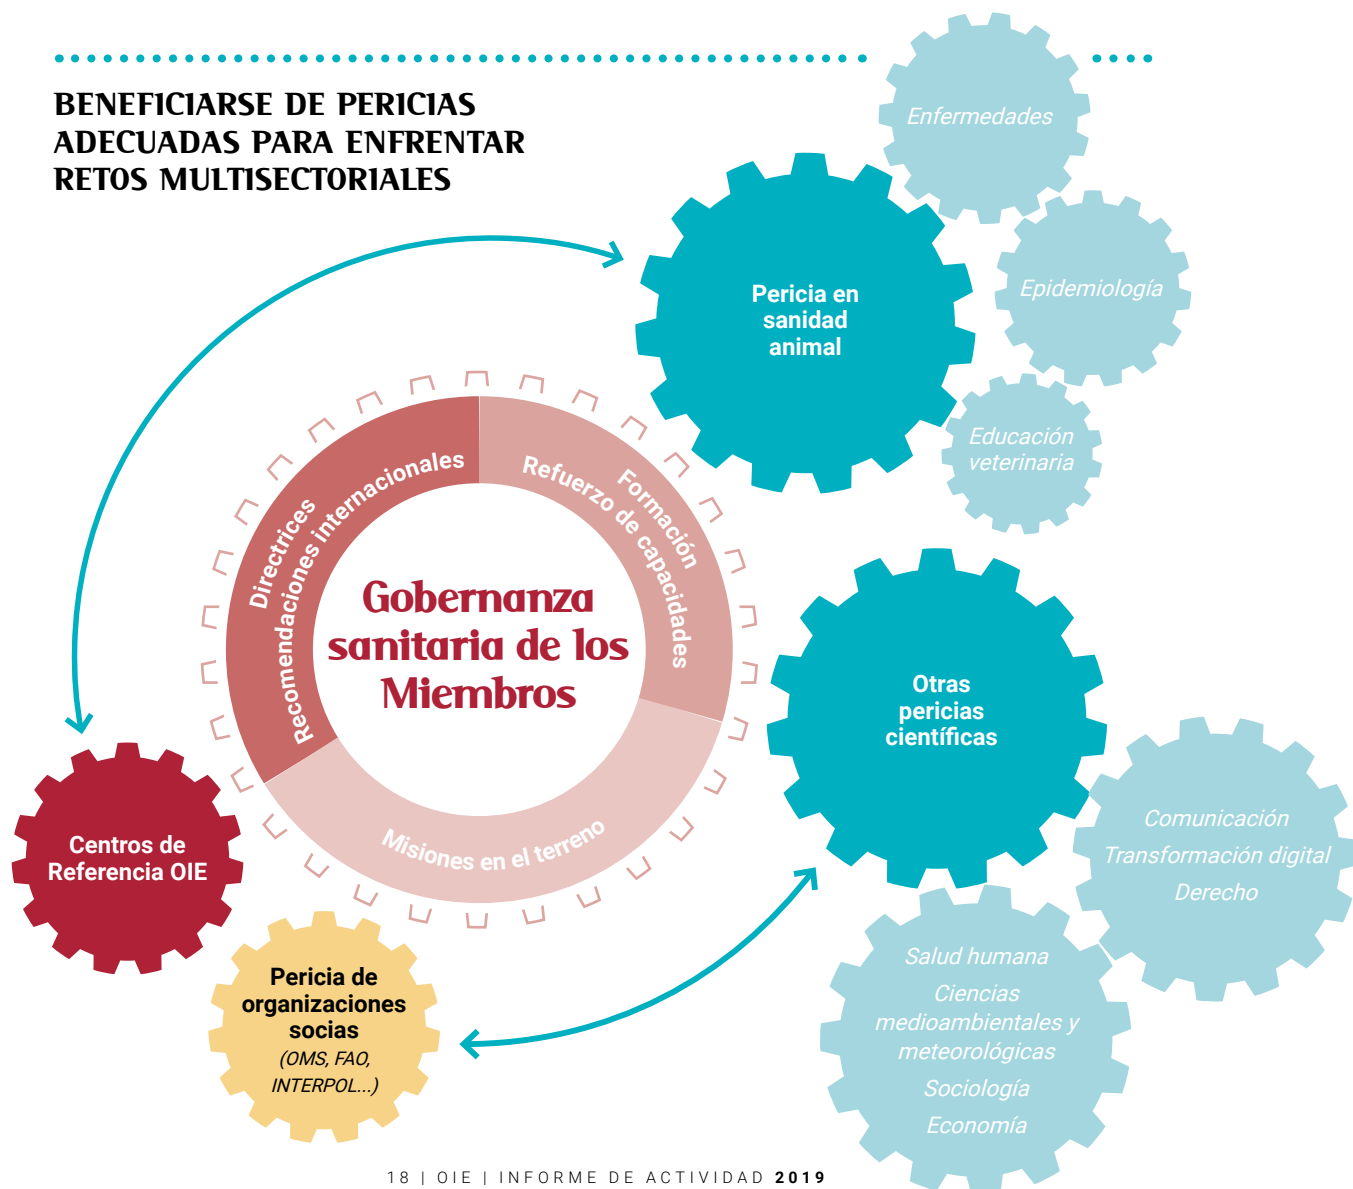 BENEFICIARSE DE PERICIAS
ADECUADAS PARA ENFRENTAR
RETOS MULTISECTORIALES
Enfermedades
Epidemiología
Educación
veterinaria
Pericia en
sanidad
animal
Directrices
Recomendaciones internacionales
Formación
Refuerzo de capacidades
Misiones en el terreno
Gobernanza
sanitaria de los
Miembros
Otras
pericias
científicas
Comunicación
Transformación digital
Derecho
Salud humana
Ciencias
medioambientales y
meteorológicas
Sociología
Economía
Centros de
Referencia OIE
Pericia de
organizaciones
socias
(OMS, FAO,
INTERPOL...)
18 | OIE | INFORME DE ACTIVIDAD 2019